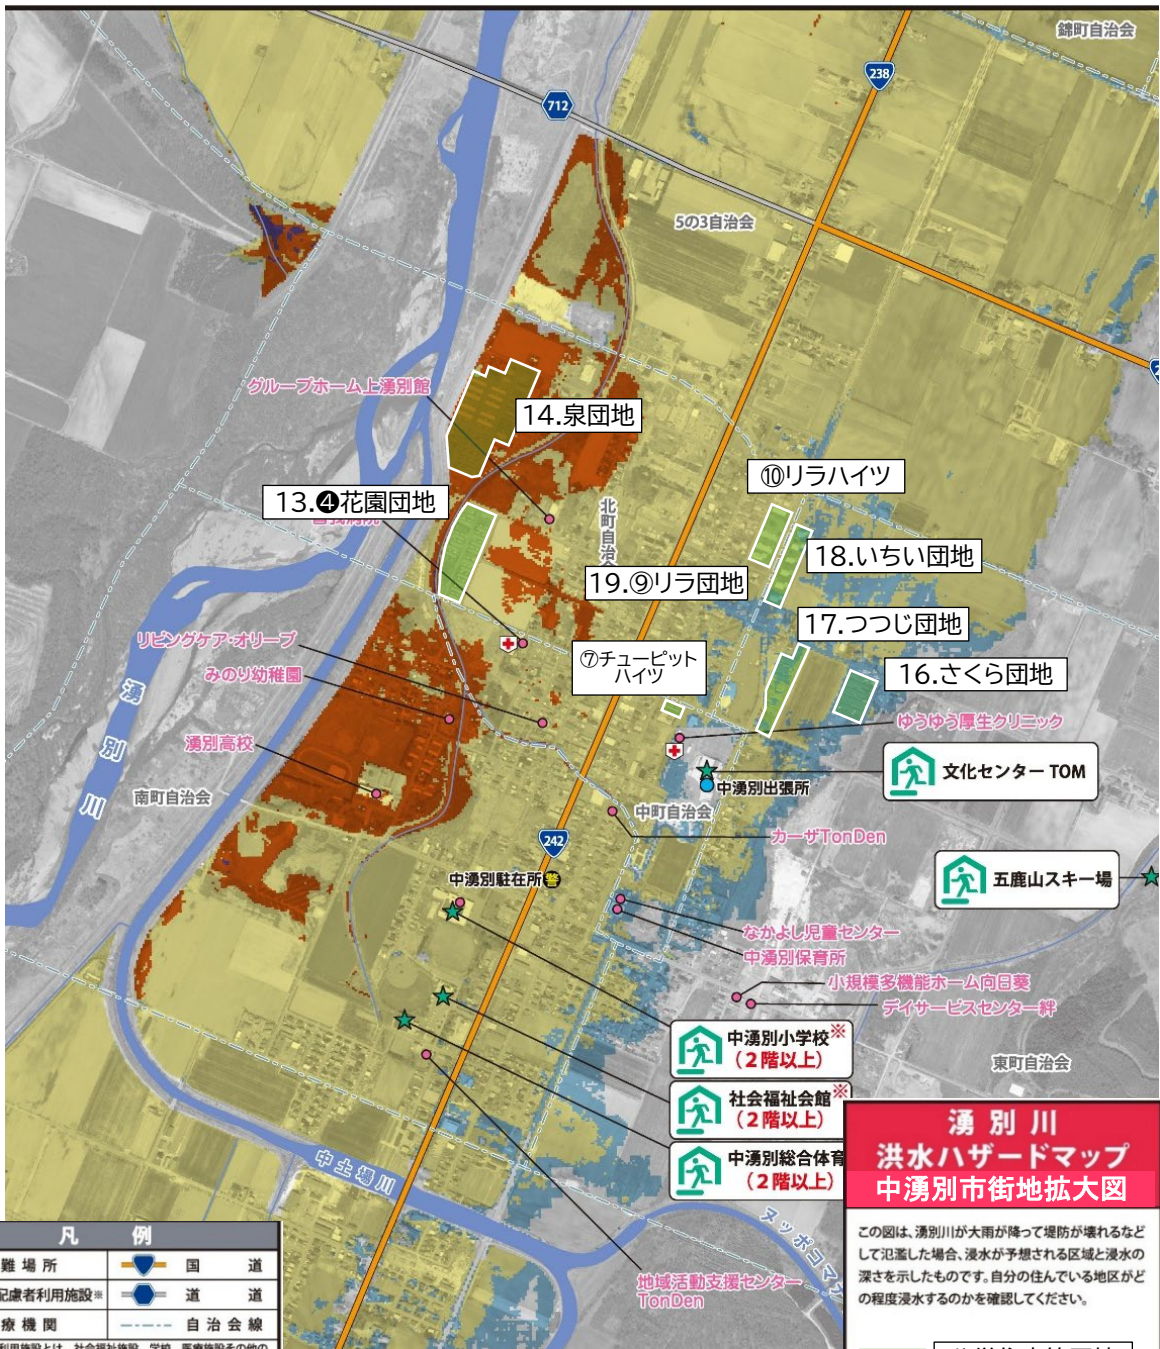 錦町自治会
238
712
5の3自治会
グループホーム上湧別館
14.泉団地
⑩リラハイツ
13.❹花園団地
北町自治会
18.いちい団地
19.⑨リラ団地
17.つつじ団地
リビングケア・オリーブ
⑦チューピット
ハイツ
みのり幼稚園
16.さくら団地
湧別川
ゆうゆう厚生クリニック
湧別高校
文化センター TOM
中湧別出張所
南町自治会
中町自治会
242
カーザTonDen
中湧別駐在所
警
五鹿山スキー場
なかよし児童センター
中湧別保育所
小規模多機能ホーム向日葵
デイサービスセンター絆
中湧別小学校※
(2階以上)
東町自治会
社会福祉会館※
(2階以上)
中湧別総合体育
(2階以上)
中土場川
ヌッポコマナ
地域活動支援センター
TonDen
湧別川
洪水ハザードマップ
中湧別市街地拡大図
この図は、湧別川が大雨が降って堤防が壊れるなど
して氾濫した場合、浸水が予想される区域と浸水の
深さを示したものです。自分の住んでいる地区がど
の程度浸水するのかを確認してください。
凡例
難場所
国道
配慮者利用施設※
道道
療機関
自治会線